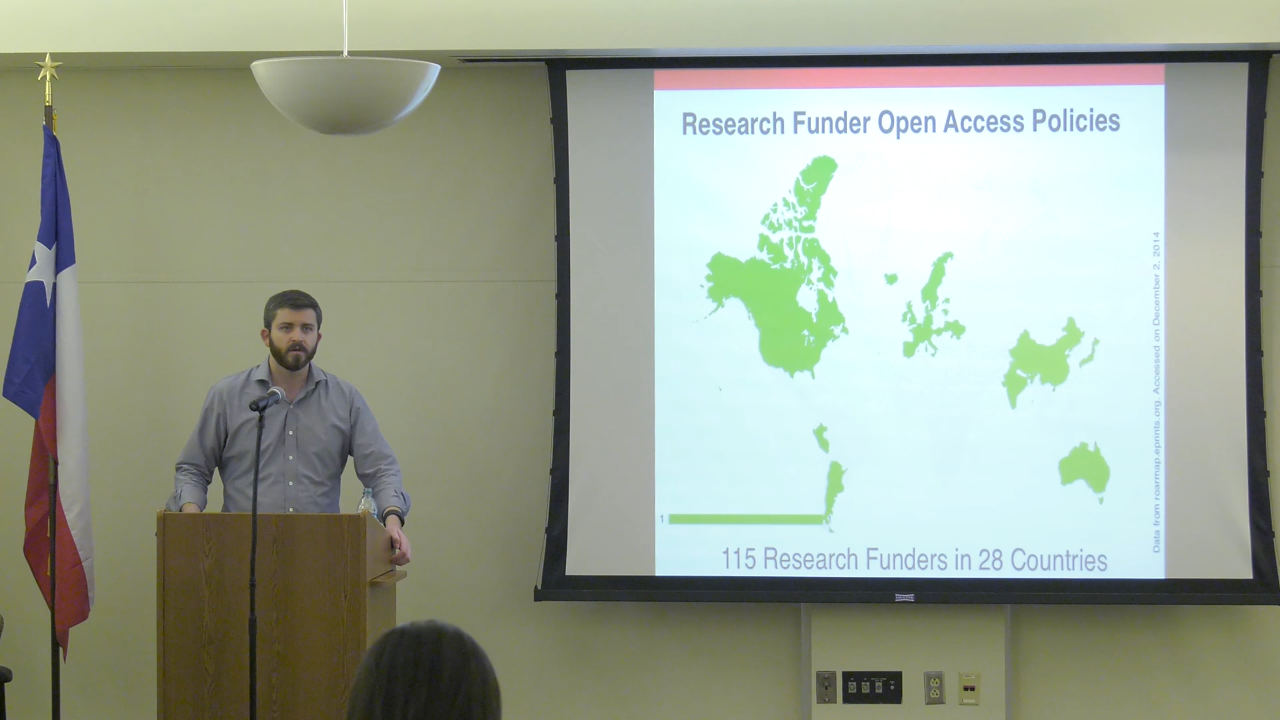 Research Funder Open Access Policies
Data from roarmap.eprints.org. Accessed on December 2, 2014
1
115 Research Funders in 28 Countries